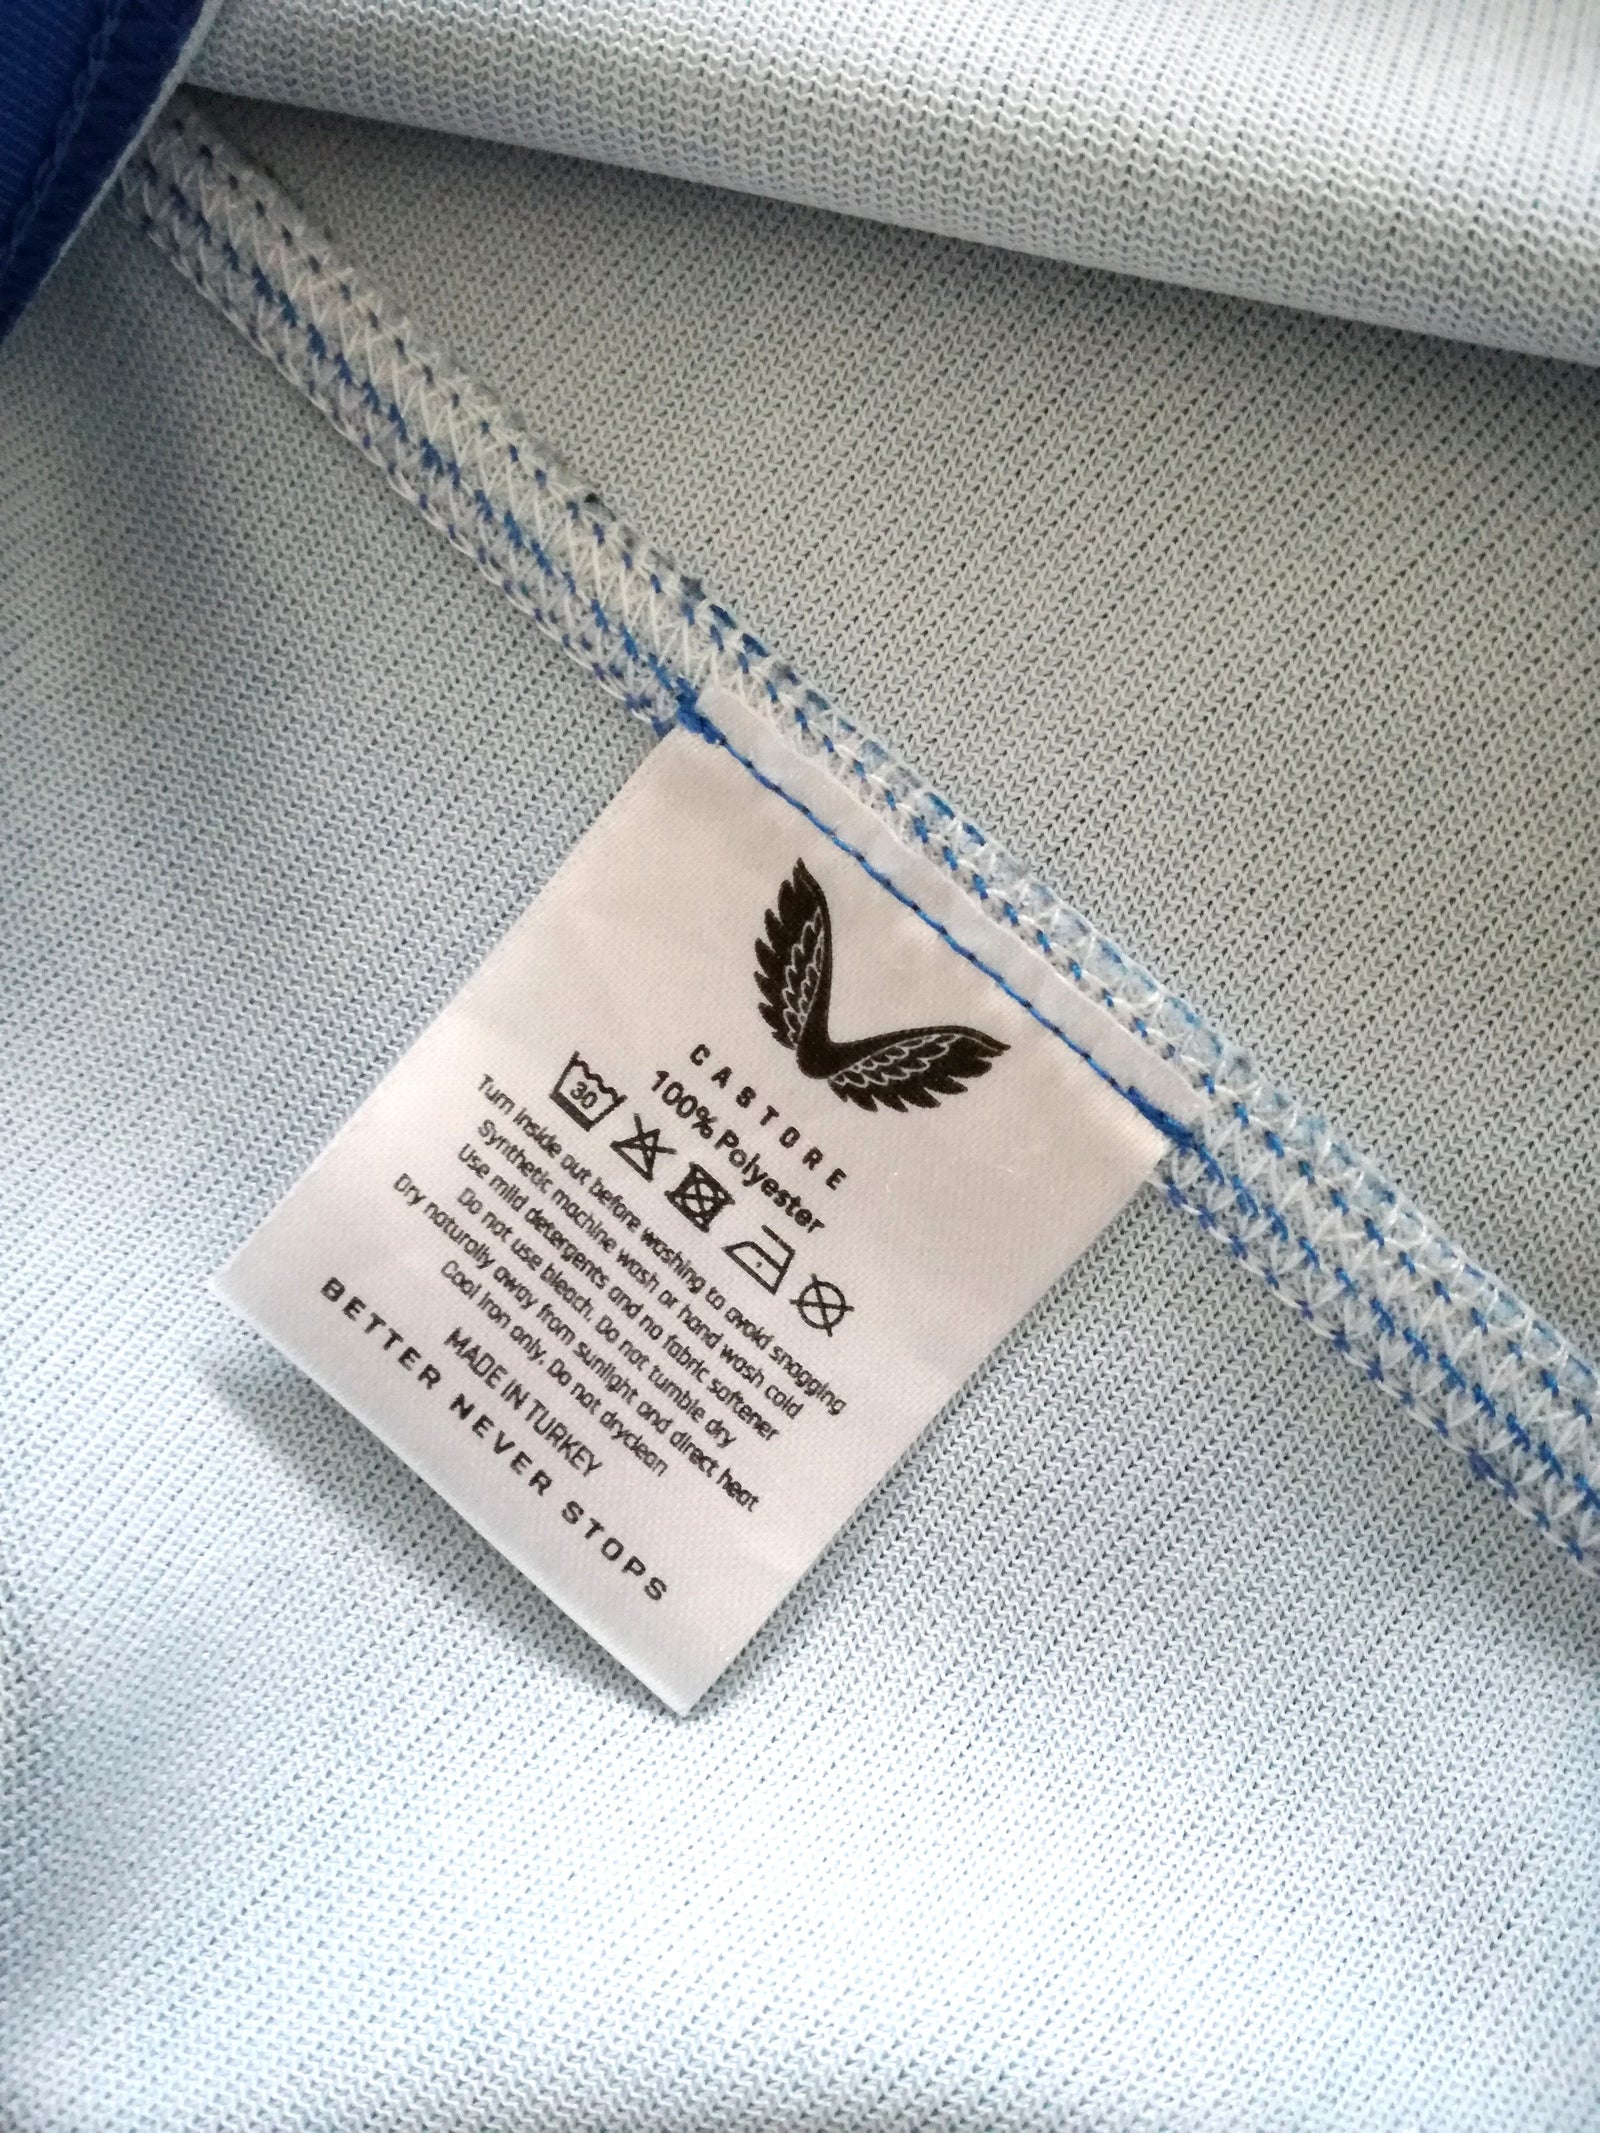 CASTORE
100% Polyester
30
Turn inside out before washing to avoid snagging
Synthetic machine wash or hand wash cold
Use mild detergents and no fabric softener
Do not use bleach. Do not tumble dry
Dry naturally away from sunlight and direct heat
Cool iron only. Do not dryclean
MADE IN TURKEY
BETTER NEVER STOPS